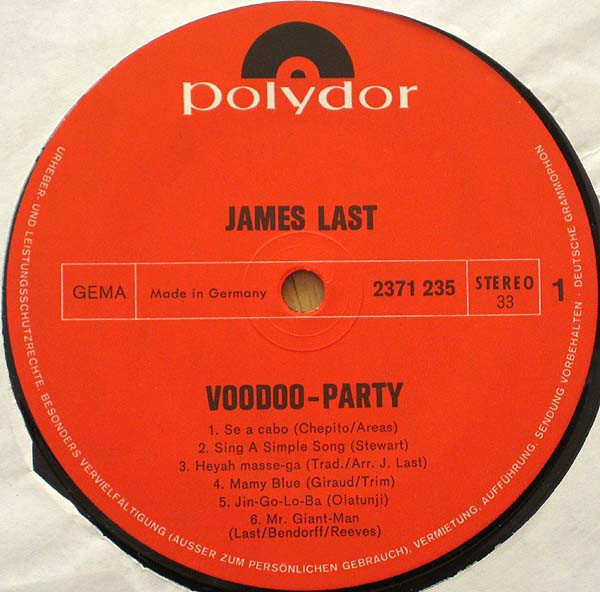 polydor
JAMES LAST
GEMA
Made in Germany
2371 235
STEREO
33
1
VOODOO-PARTY
1. Se a cabo (Chepito/Areas)
2. Sing A Simple Song (Stewart)
3. Heyah masse-ga (Trad./Arr. J. Last)
4. Mamy Blue (Giraud/Trim)
5. Jin-Go-Lo-Ba (Olatunji)
6. Mr. Giant-Man
(Last/Bendorff/Reeves)
URHEBER- UND LEISTUNGSSCHUTZRECHTE, BESONDERS VERVIELFÄLTIGUNG (AUSSER ZUM PERSÖNLICHEN GEBRAUCH), VERMIETUNG, AUFFÜHRUNG, SENDUNG VORBEHALTEN · DEUTSCHE GRAMMOPHON